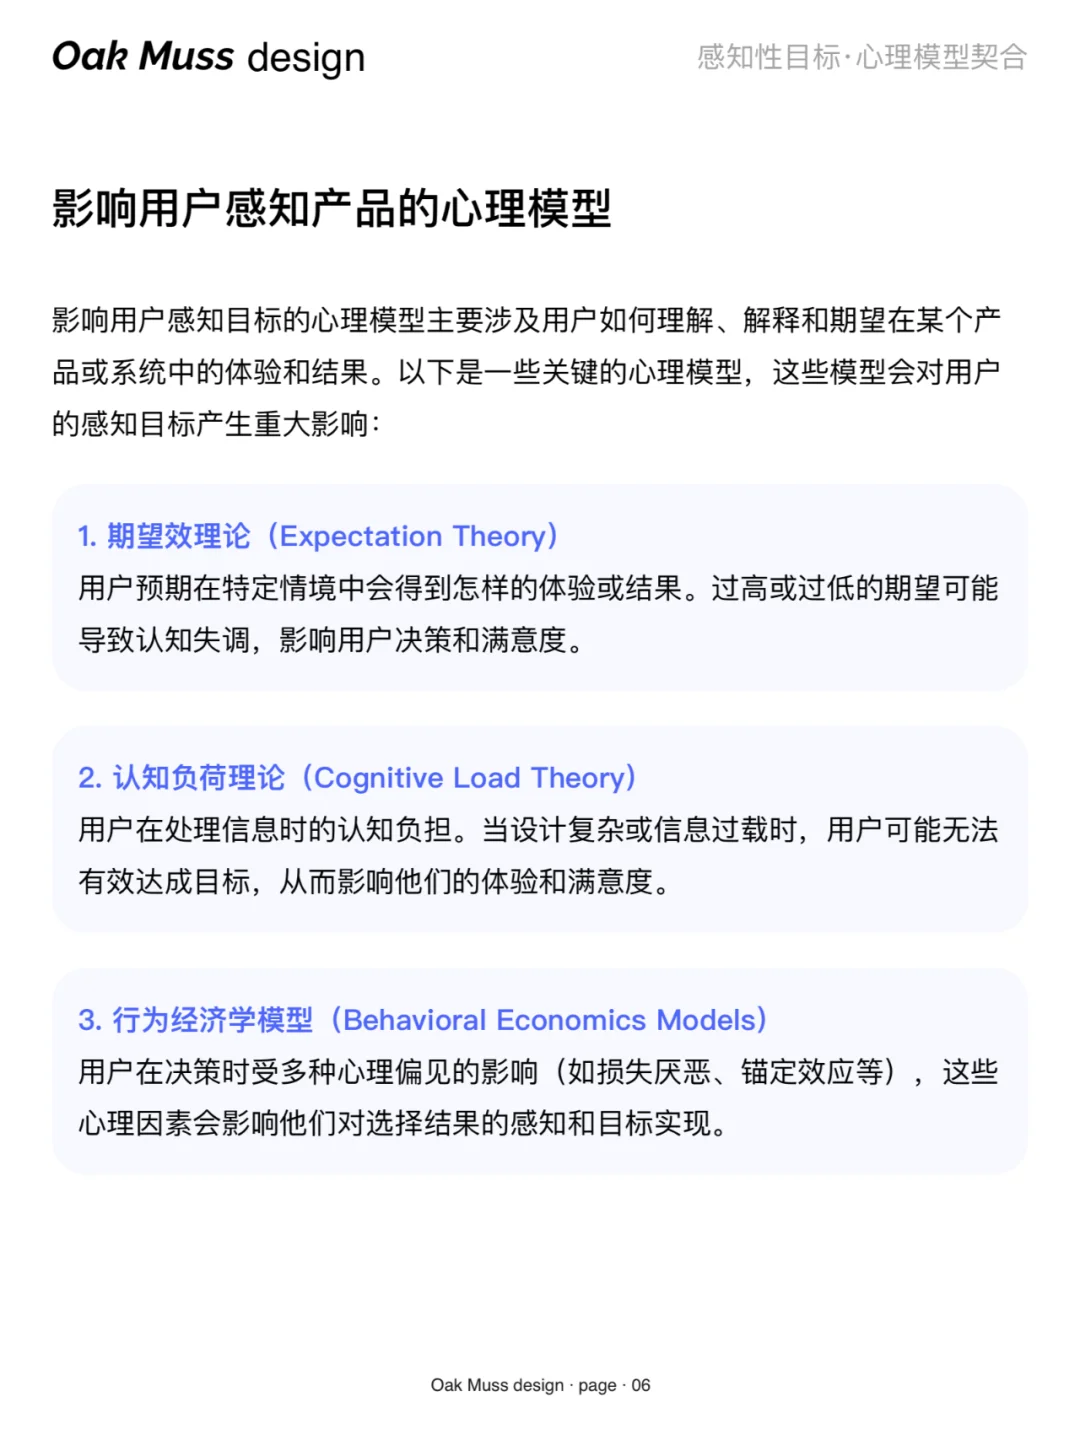 Oak Muss design
感知性目标·心理模型契合
影响用户感知产品的心理模型
影响用户感知目标的心理模型主要涉及用户如何理解、解释和期望在某个产
品或系统中的体验和结果。以下是一些关键的心理模型，这些模型会对用户
的感知目标产生重大影响：
1. 期望效理论（Expectation Theory）
用户预期在特定情境中会得到怎样的体验或结果。过高或过低的期望可能
导致认知失调，影响用户决策和满意度。
2. 认知负荷理论（Cognitive Load Theory）
用户在处理信息时的认知负担。当设计复杂或信息过载时，用户可能无法
有效达成目标，从而影响他们的体验和满意度。
3. 行为经济学模型（Behavioral Economics Models）
用户在决策时受多种心理偏见的影响（如损失厌恶、锚定效应等），这些
心理因素会影响他们对选择结果的感知和目标实现。
Oak Muss design · page · 06